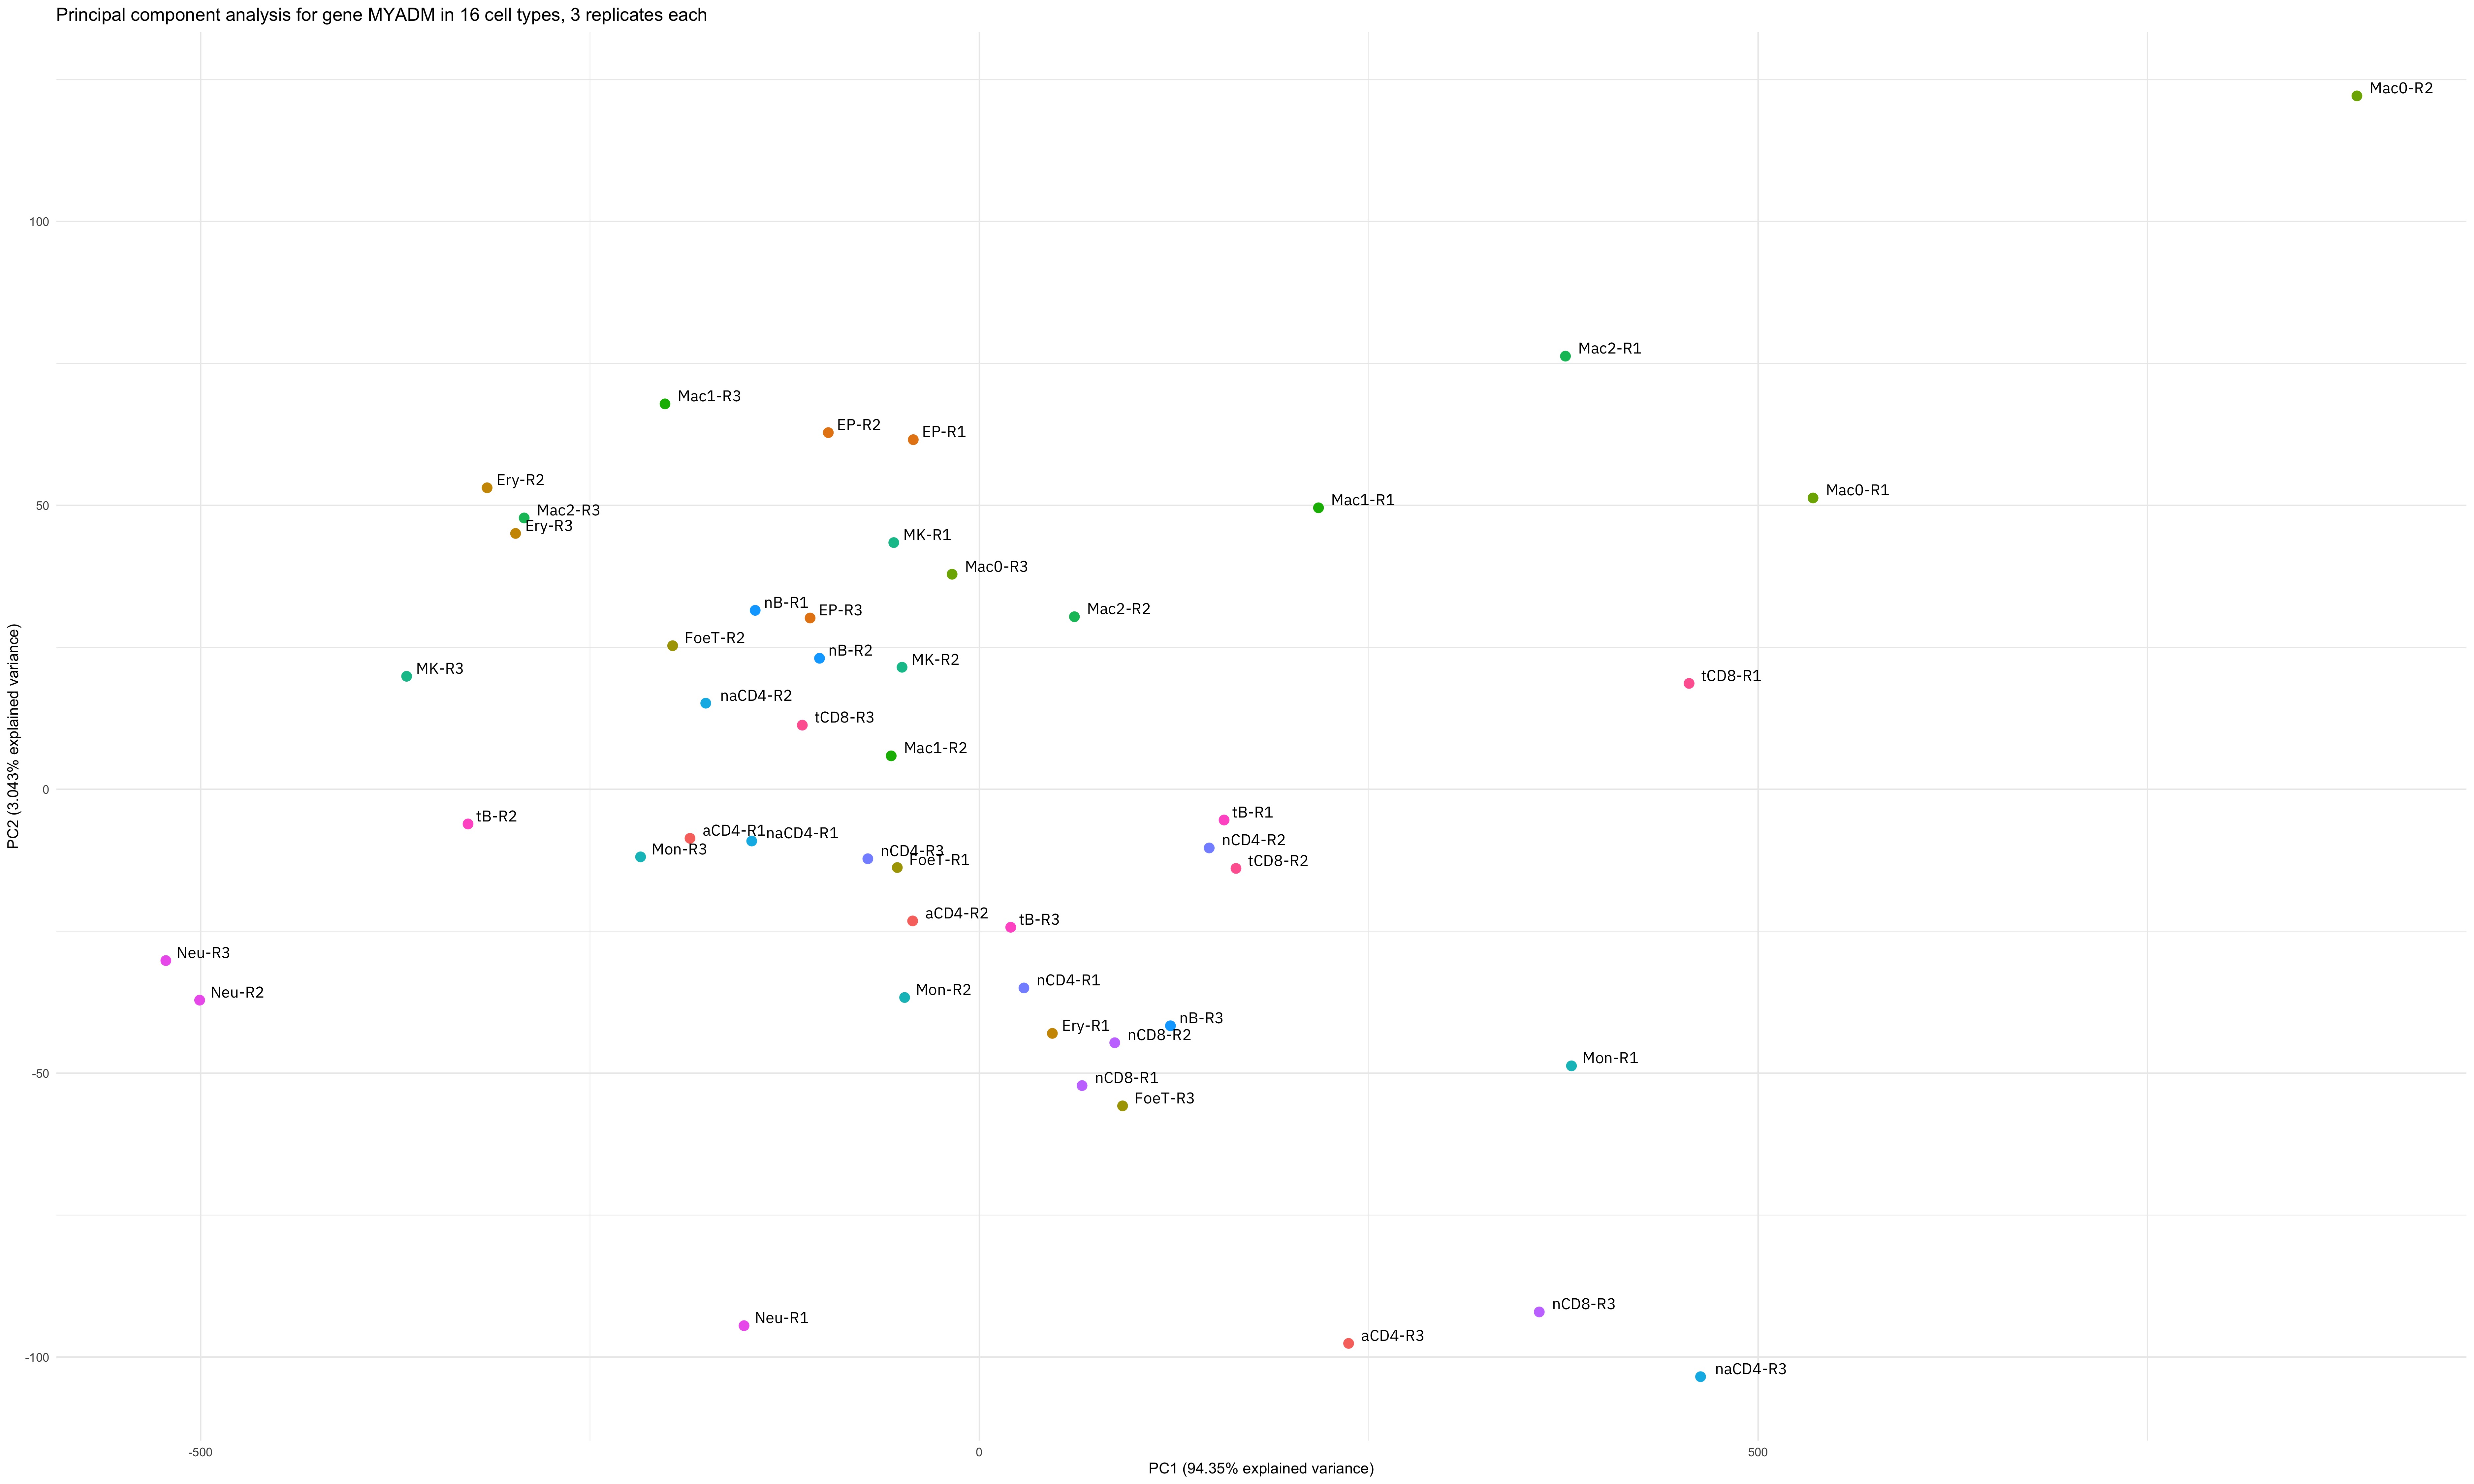 Principal component analysis for gene MYADM in 16 cell types, 3 replicates each
Mac0-R2
100
Mac2-R1
Mac1-R3
EP-R2
EP-R1
Ery-R2
Mac0-R1
Mac1-R1
50
Mac2-R3
Ery-R3
MK-R1
Mac0-R3
nB-R1
EP-R3
Mac2-R2
FoeT-R2
nB-R2
MK-R2
MK-R3
tCD8-R1
naCD4-R2
tCD8-R3
Mac1-R2
0
PC2 (3.043% explained variance)
tB-R2
tB-R1
aCD4-R1
naCD4-R1
nCD4-R2
Mon-R3
nCD4-R3
FoeT-R1
tCD8-R2
aCD4-R2
tB-R3
Neu-R3
nCD4-R1
Neu-R2
Mon-R2
nB-R3
Ery-R1
nCD8-R2
Mon-R1
-50
nCD8-R1
FoeT-R3
nCD8-R3
Neu-R1
aCD4-R3
-100
naCD4-R3
-500
0
500
PC1 (94.35% explained variance)